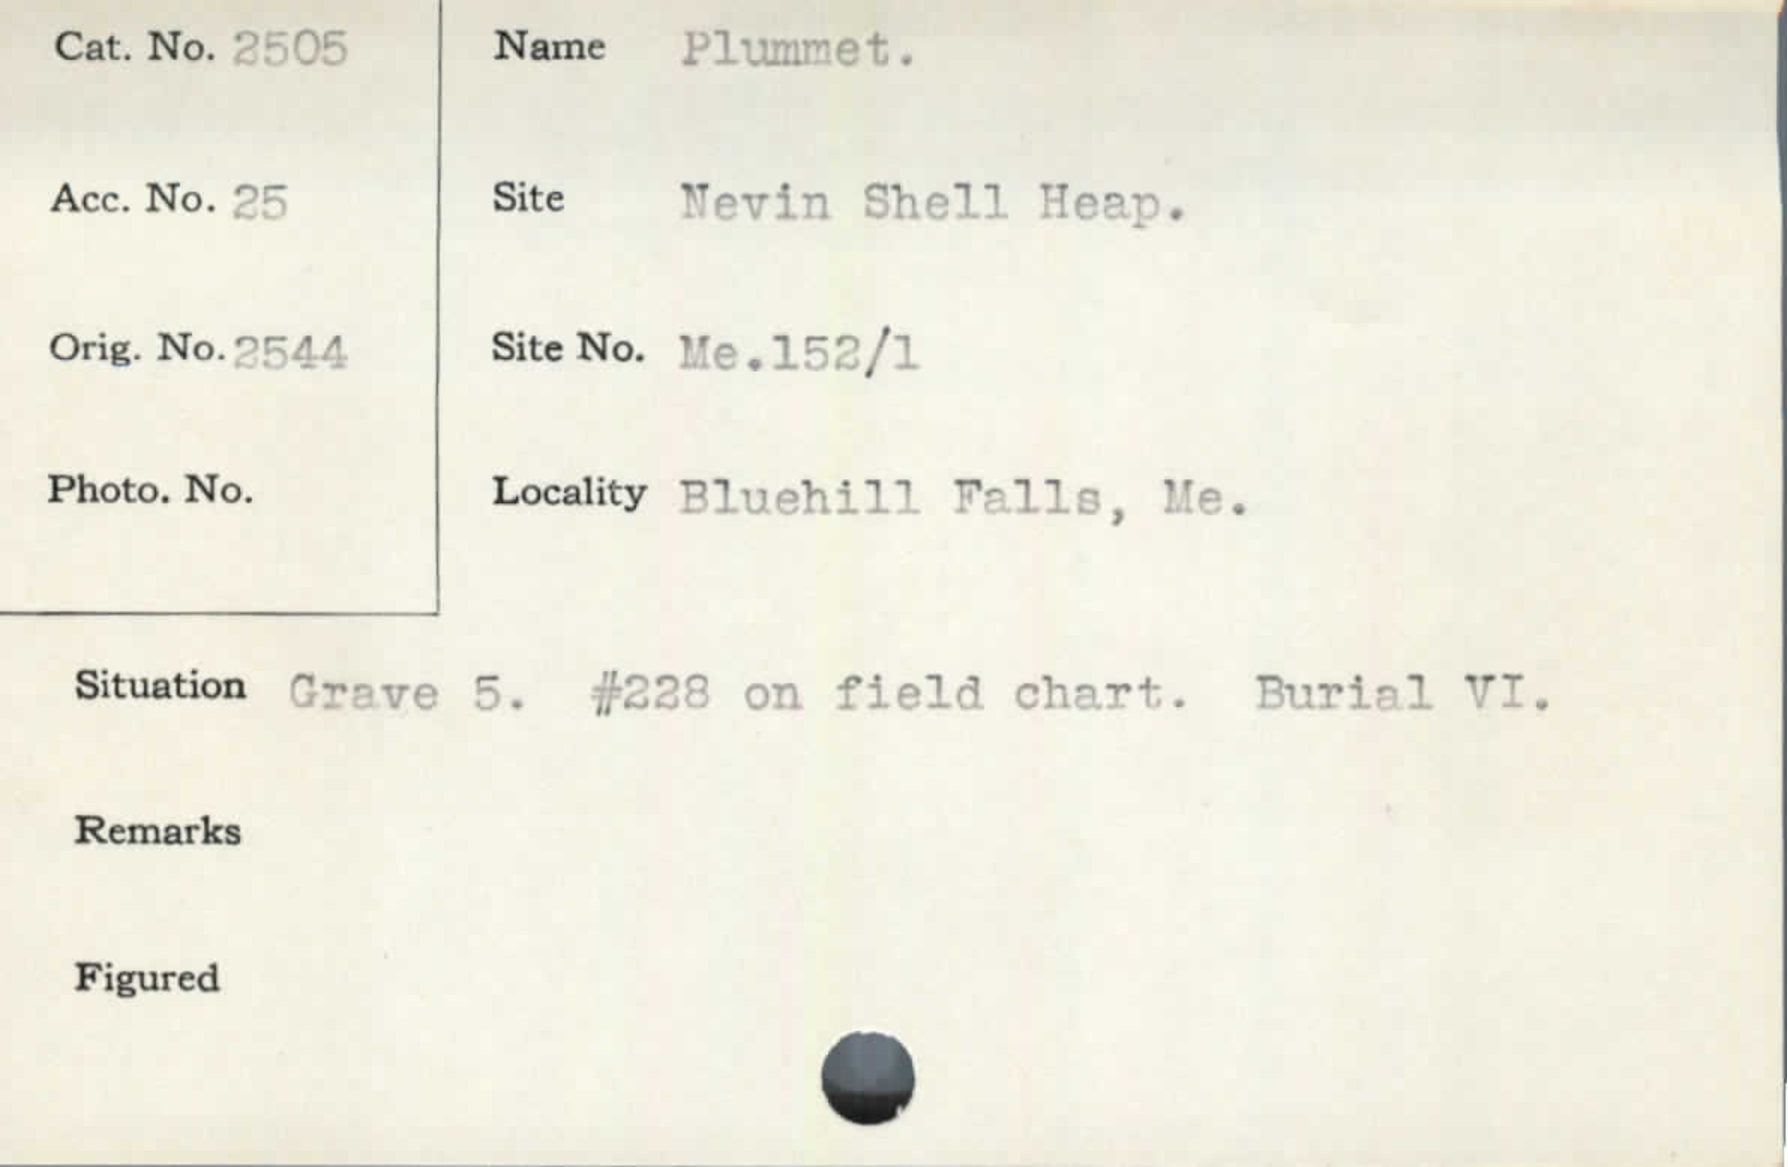 Cat. No. 2505
Acc. No. 25
Orig. No. 2544
Photo. No.
Name Plummet.
Site Nevin Shell Heap.
Site No. Me.152/1
Locality Bluehill Falls, Me.
Situation Grave 5. #228 on field chart. Burial VI.
Remarks
Figured